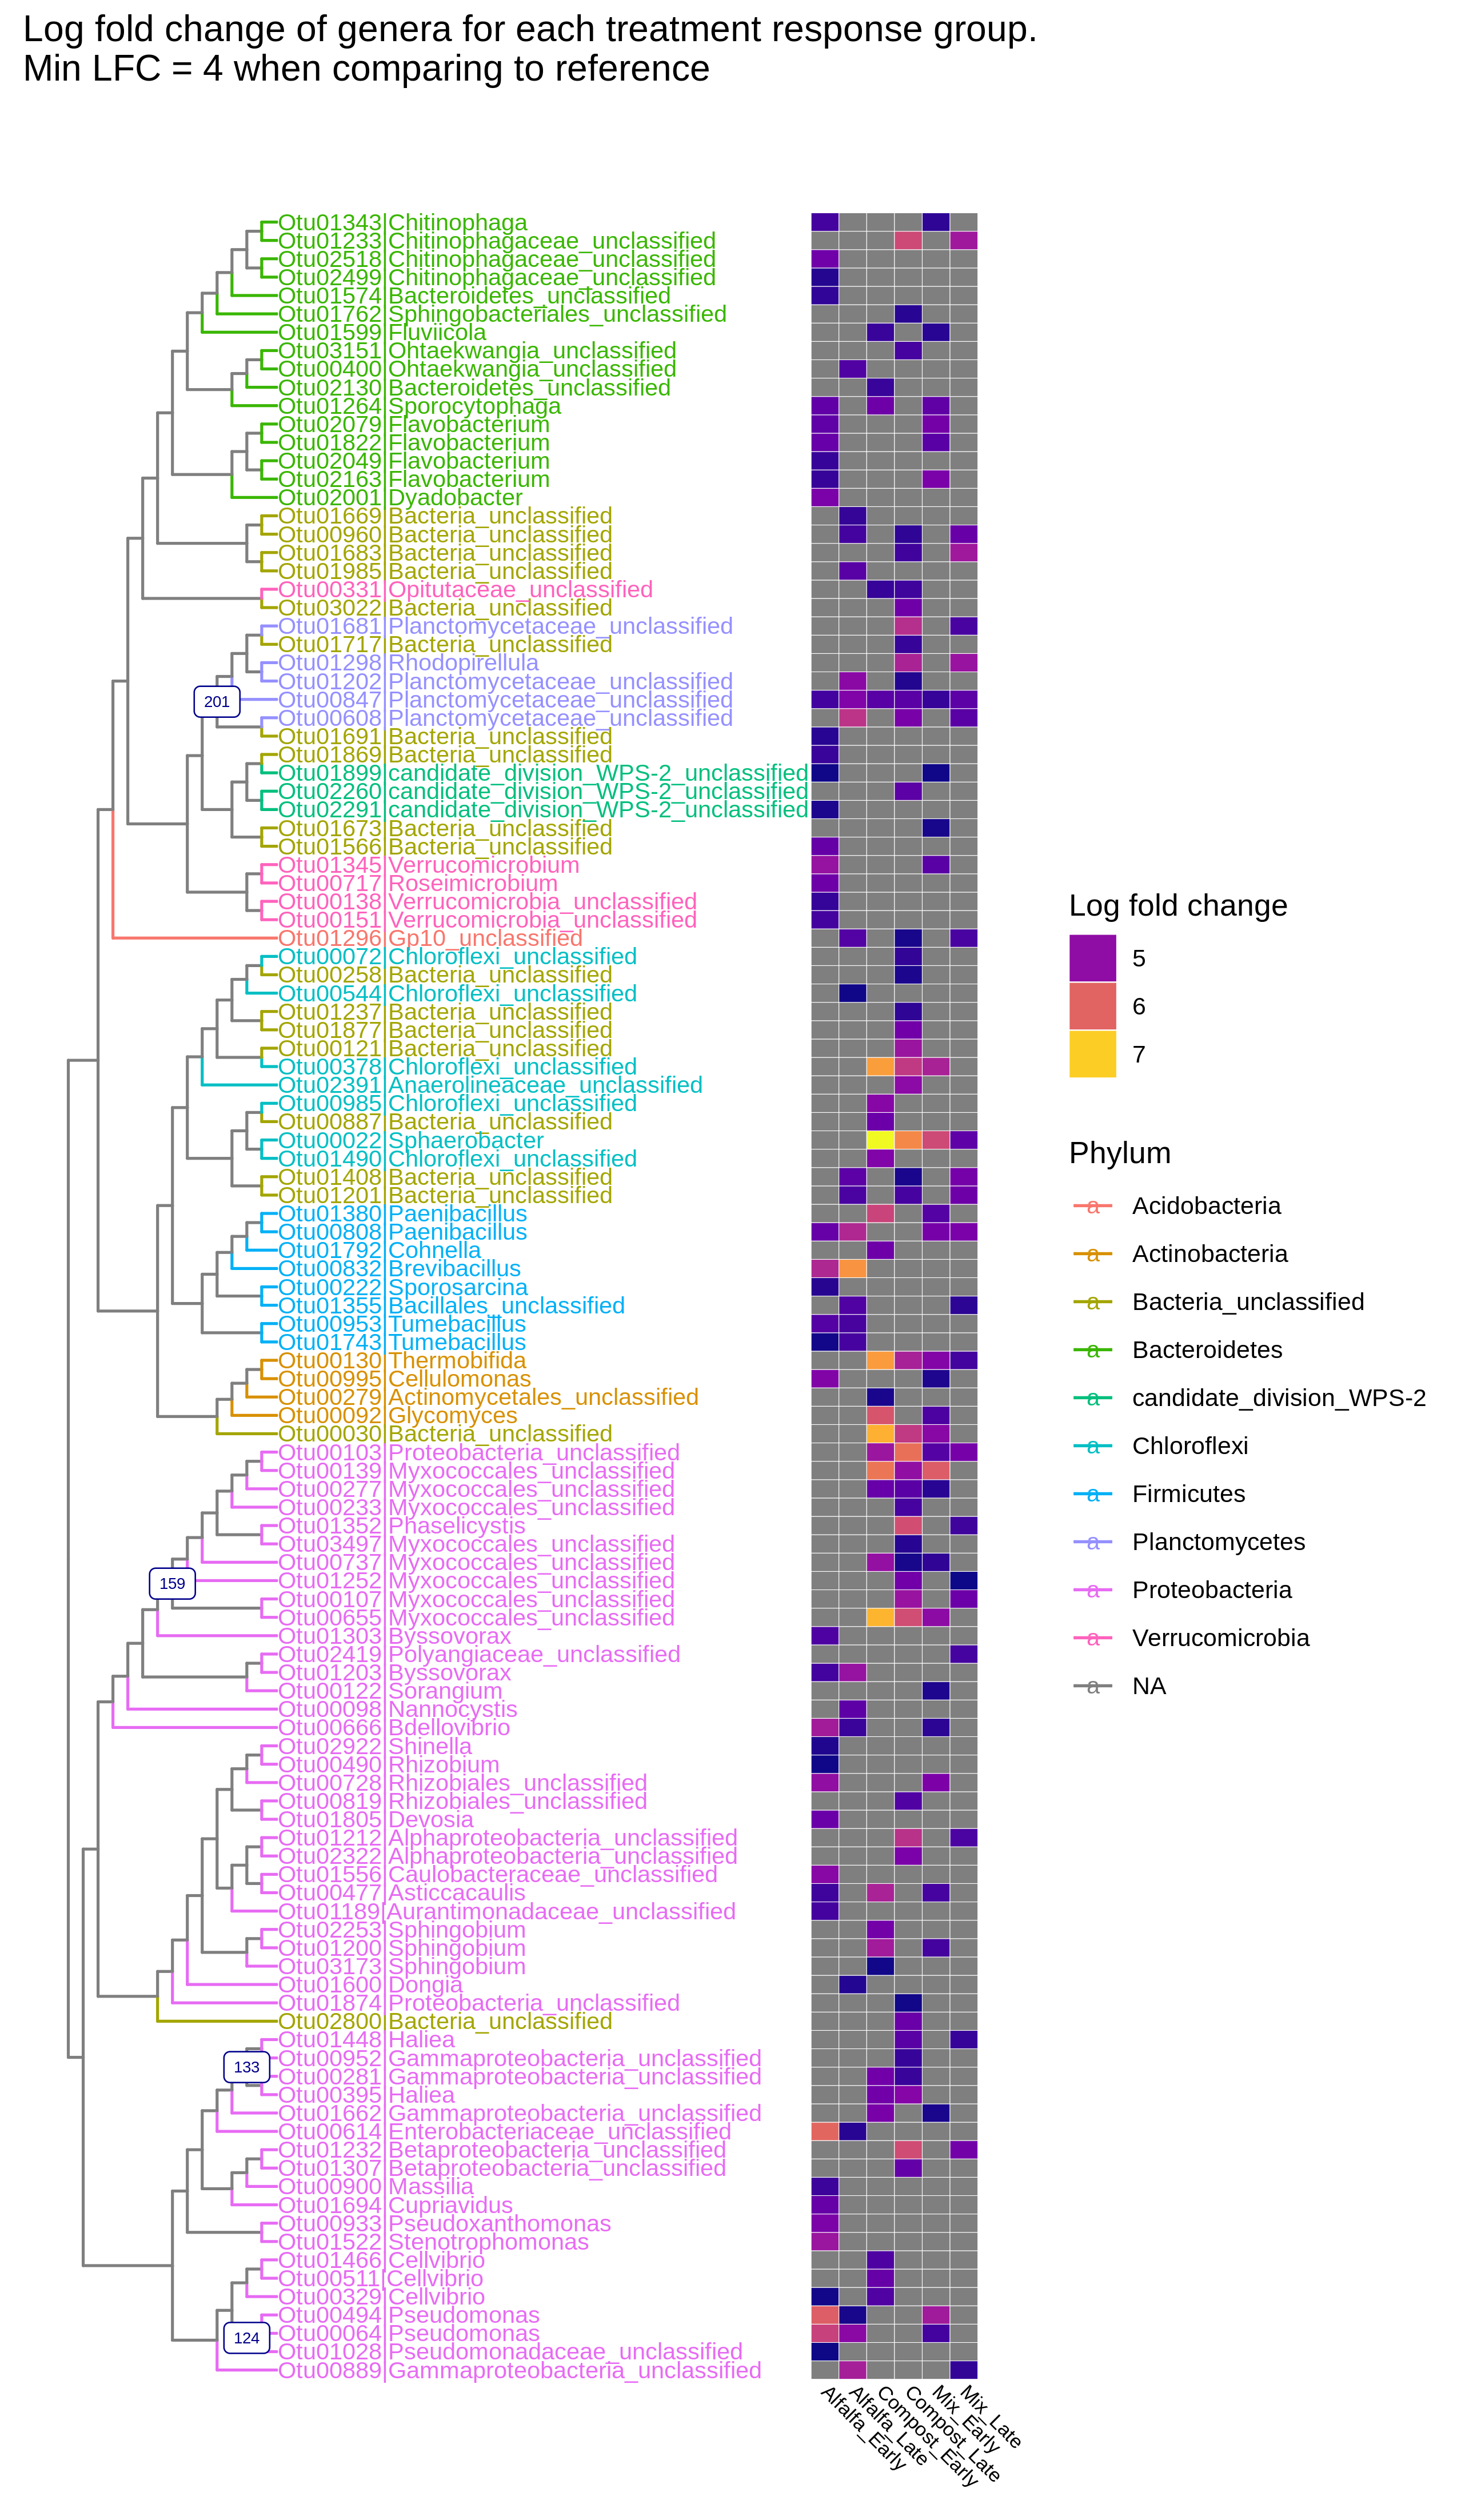 Log fold change of genera for each treatment response group.
Min LFC = 4 when comparing to reference
Otu01343|Chitinophaga
Otu01233|Chitinophagaceae_unclassified
Otu02518|Chitinophagaceae_unclassified
Otu02499|Chitinophagaceae_unclassified
Otu01574|Bacteroidetes_unclassified
Otu01762|Sphingobacteriales_unclassified
Otu01599|Fluviicola
Otu03151|Ohtaekwangia_unclassified
Otu00400|Ohtaekwangia_unclassified
Otu02130|Bacteroidetes_unclassified
Otu01264|Sporocytophaga
Otu02079|Flavobacterium
Otu01822|Flavobacterium
Otu02049|Flavobacterium
Otu02163|Flavobacterium
Otu02001|Dyadobacter
Otu01669|Bacteria_unclassified
Otu00960|Bacteria_unclassified
Otu01683|Bacteria_unclassified
Otu01985|Bacteria_unclassified
Otu00331|Opitutaceae_unclassified
Otu03022|Bacteria_unclassified
Otu01681|Planctomycetaceae_unclassified
Otu01717|Bacteria_unclassified
Otu01298|Rhodopirellula
Otu01202|Planctomycetaceae_unclassified
201
Otu00847|Planctomycetaceae_unclassified
Otu00608|Planctomycetaceae_unclassified
Otu01691|Bacteria_unclassified
Otu01869|Bacteria_unclassified
Otu01899|candidate_division_WPS-2_unclassified
Otu02260|candidate_division_WPS-2_unclassified
Otu02291|candidate_division_WPS-2_unclassified
Otu01673|Bacteria_unclassified
Otu01566|Bacteria_unclassified
Otu01345|Verrucomicrobium
Otu00717|Roseimicrobium
Otu00138|Verrucomicrobia_unclassified
Otu00151|Verrucomicrobia_unclassified
Otu01296|Gp10_unclassified
Otu00072|Chloroflexi_unclassified
Otu00258|Bacteria_unclassified
Otu00544|Chloroflexi_unclassified
Otu01237|Bacteria_unclassified
Otu01877|Bacteria_unclassified
Otu00121|Bacteria_unclassified
Otu00378|Chloroflexi_unclassified
Otu02391|Anaerolineaceae_unclassified
Otu00985|Chloroflexi_unclassified
Otu00887|Bacteria_unclassified
Otu00022|Sphaerobacter
Otu01490|Chloroflexi_unclassified
Otu01408|Bacteria_unclassified
Otu01201|Bacteria_unclassified
Otu01380|Paenibacillus
Otu00808|Paenibacillus
Otu01792|Cohnella
Otu00832|Brevibacillus
Otu00222|Sporosarcina
Otu01355|Bacillales_unclassified
Otu00953|Tumebacillus
Otu01743|Tumebacillus
Otu00130|Thermobifida
Otu00995|Cellulomonas
Otu00279|Actinomycetales_unclassified
Otu00092|Glycomyces
Otu00030|Bacteria_unclassified
Otu00103|Proteobacteria_unclassified
Otu00139|Myxococcales_unclassified
Otu00277|Myxococcales_unclassified
Otu00233|Myxococcales_unclassified
Otu01352|Phaselicystis
Otu03497|Myxococcales_unclassified
Otu00737|Myxococcales_unclassified
159
Otu01252|Myxococcales_unclassified
Otu00107|Myxococcales_unclassified
Otu00655|Myxococcales_unclassified
Otu01303|Byssovorax
Otu02419|Polyangiaceae_unclassified
Otu01203|Byssovorax
Otu00122|Sorangium
Otu00098|Nannocystis
Otu00666|Bdellovibrio
Otu02922|Shinella
Otu00490|Rhizobium
Otu00728|Rhizobiales_unclassified
Otu00819|Rhizobiales_unclassified
Otu01805|Devosia
Otu01212|Alphaproteobacteria_unclassified
Otu02322|Alphaproteobacteria_unclassified
Otu01556|Caulobacteraceae_unclassified
Otu00477|Asticcacaulis
Otu01189|Aurantimonadaceae_unclassified
Otu02253|Sphingobium
Otu01200|Sphingobium
Otu03173|Sphingobium
Otu01600|Dongia
Otu01874|Proteobacteria_unclassified
Otu02800|Bacteria_unclassified
Otu01448|Haliea
Otu00952|Gammaproteobacteria_unclassified
133
Otu00281|Gammaproteobacteria_unclassified
Otu00395|Haliea
Otu01662|Gammaproteobacteria_unclassified
Otu00614|Enterobacteriaceae_unclassified
Otu01232|Betaproteobacteria_unclassified
Otu01307|Betaproteobacteria_unclassified
Otu00900|Massilia
Otu01694|Cupriavidus
Otu00933|Pseudoxanthomonas
Otu01522|Stenotrophomonas
Otu01466|Cellvibrio
Otu00511|Cellvibrio
Otu00329|Cellvibrio
Otu00494|Pseudomonas
Otu00064|Pseudomonas
124
Otu01028|Pseudomonadaceae_unclassified
Otu00889|Gammaproteobacteria_unclassified
Alfalfa_Early
Alfalfa_Late
Compost_Early
Compost_Late
Mix_Early
Mix_Late
Log fold change
5
6
7
Phylum
a Acidobacteria
a Actinobacteria
a Bacteria_unclassified
a Bacteroidetes
a candidate_division_WPS-2
a Chloroflexi
a Firmicutes
a Planctomycetes
a Proteobacteria
a Verrucomicrobia
a NA